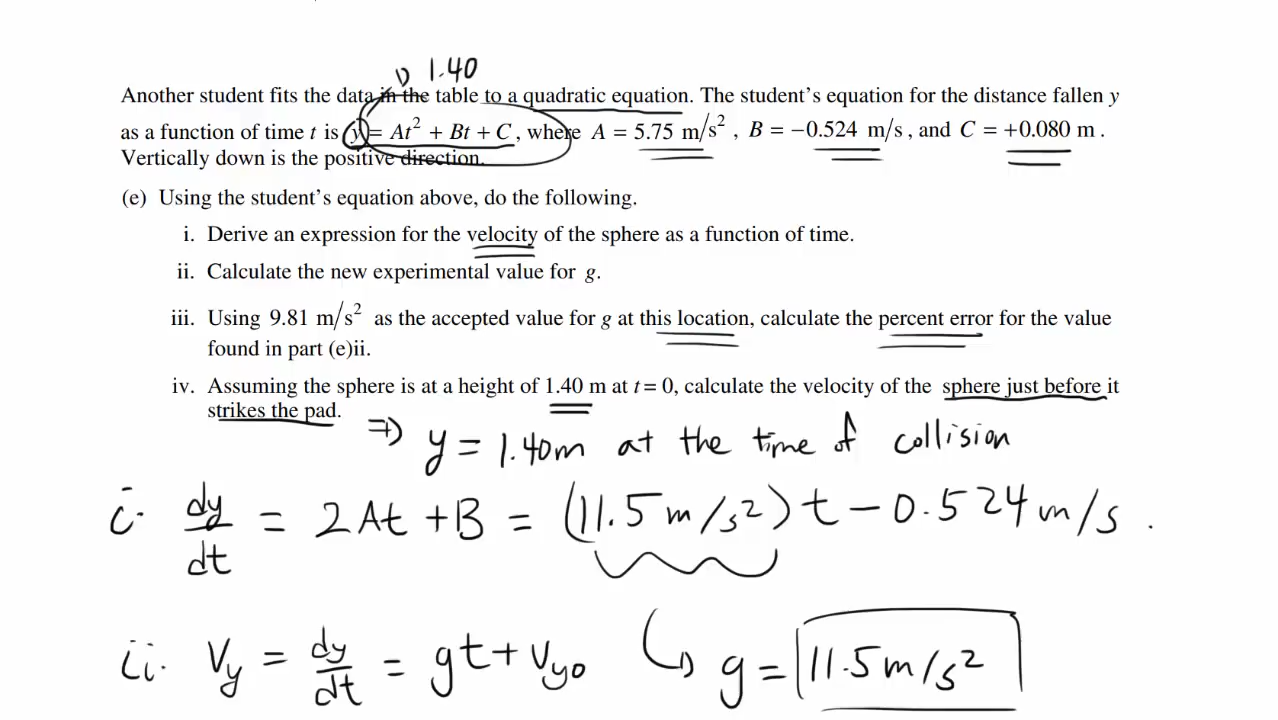 ↳ 1.40
Another student fits the data in the table to a quadratic equation. The student's equation for the distance fallen y
as a function of time t is y = At² + Bt + C, where A = 5.75 m/s², B = −0.524 m/s, and C = +0.080 m.
Vertically down is the positive direction.
(e) Using the student's equation above, do the following.
i. Derive an expression for the velocity of the sphere as a function of time.
ii. Calculate the new experimental value for g.
iii. Using 9.81 m/s² as the accepted value for g at this location, calculate the percent error for the value
found in part (e)ii.
iv. Assuming the sphere is at a height of 1.40 m at t = 0, calculate the velocity of the sphere just before it
strikes the pad.
⇒ y = 1.40m at the time of collision
i. dy/dt = 2At + B = (11.5 m/s²) t − 0.524 m/s.
ii. Vy = dy/dt = gt + Vyo ↳ g = 11.5 m/s²